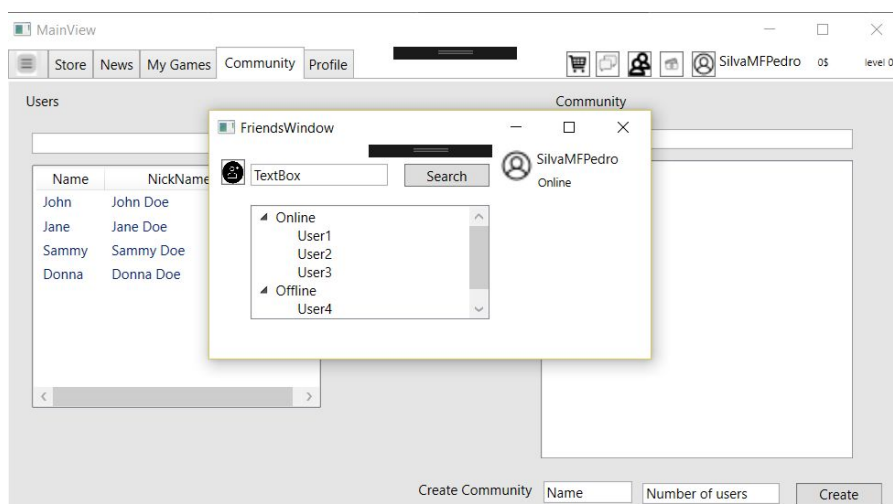 MainView
Store News My Games Community Profile SilvaMFPedro 0$ level 0
Users Community
FriendsWindow
TextBox Search SilvaMFPedro
Online
Name NickName
John John Doe
Jane Jane Doe
Sammy Sammy Doe
Donna Donna Doe
Online
User1
User2
User3
Offline
User4
Create Community Name Number of users Create